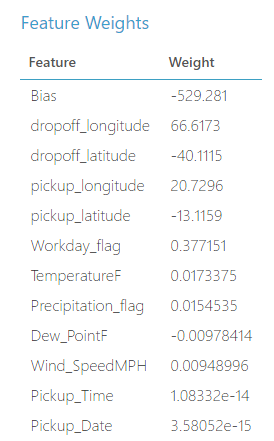 Feature Weights
Feature Weight
Bias -529.281
dropoff_longitude 66.6173
dropoff_latitude -40.1115
pickup_longitude 20.7296
pickup_latitude -13.1159
Workday_flag 0.377151
TemperatureF 0.0173375
Precipitation_flag 0.0154535
Dew_PointF -0.00978414
Wind_SpeedMPH 0.00948996
Pickup_Time 1.08332e-14
Pickup_Date 3.58052e-15